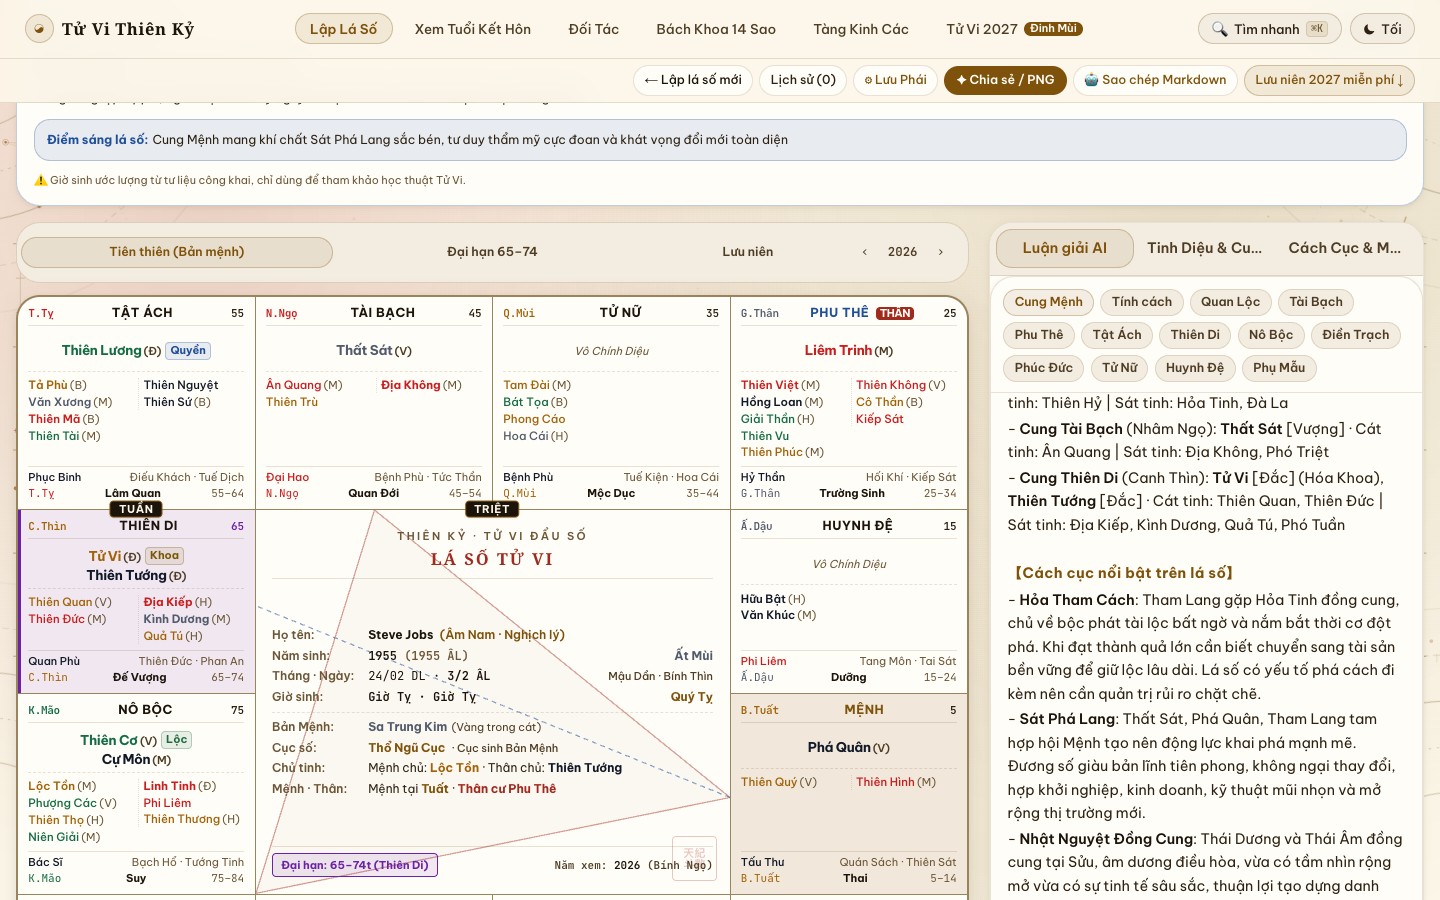 Tử Vi Thiên Kỷ
Lập Lá Số
Xem Tuổi Kết Hôn
Đối Tác
Bách Khoa 14 Sao
Tàng Kinh Các
Tử Vi 2027 Đinh Mùi
Tìm nhanh ⌘K
Tối
← Lập lá số mới
Lịch sử (0)
Lưu Phái
✦ Chia sẻ / PNG
Sao chép Markdown
Lưu niên 2027 miễn phí ↓
Điểm sáng lá số: Cung Mệnh mang khí chất Sát Phá Lang sắc bén, tư duy thẩm mỹ cực đoan và khát vọng đổi mới toàn diện
⚠️ Giờ sinh ước lượng từ tư liệu công khai, chỉ dùng để tham khảo học thuật Tử Vi.
Tiên thiên (Bản mệnh)
Đại hạn 65–74
Lưu niên
‹ 2026 ›
T.Tỵ TẬT ÁCH 55
Thiên Lương (Đ) Quyền
Tả Phù (B) Thiên Nguyệt
Văn Xương (M) Thiên Sứ (B)
Thiên Mã (B)
Thiên Tài (M)
Phục Binh Điếu Khách · Tuế Dịch
T.Tỵ Lâm Quan 55–64
N.Ngọ TÀI BẠCH 45
Thất Sát (V)
Ân Quang (M) Địa Không (M)
Thiên Trù
Đại Hao Bệnh Phù · Tức Thần
N.Ngọ Quan Đới 45–54
Q.Mùi TỬ NỮ 35
Vô Chính Diệu
Tam Đài (M)
Bát Tọa (B)
Phong Cáo
Hoa Cái (H)
Bệnh Phù Tuế Kiện · Hoa Cái
Q.Mùi Mộc Dục 35–44
G.Thân PHU THÊ THÂN 25
Liêm Trinh (M)
Thiên Việt (M) Thiên Không (V)
Hồng Loan (M) Cô Thần (B)
Giải Thần (H) Kiếp Sát
Thiên Vu
Thiên Phúc (M)
Hỷ Thần Hối Khí · Kiếp Sát
G.Thân Trường Sinh 25–34
TUẦN
TRIỆT
C.Thìn THIÊN DI 65
Tử Vi (Đ) Khoa
Thiên Tướng (Đ)
Thiên Quan (V) Địa Kiếp (H)
Thiên Đức (M) Kình Dương (M)
Quả Tú (H)
Quan Phù Thiên Đức · Phan An
C.Thìn Đế Vượng 65–74
THIÊN KỶ · TỬ VI ĐẨU SỐ
LÁ SỐ TỬ VI
Họ tên: Steve Jobs (Âm Nam · Nghịch lý)
Năm sinh: 1955 (1955 ÂL) Ất Mùi
Tháng · Ngày: 24/02 DL · 3/2 ÂL Mậu Dần · Bính Thìn
Giờ sinh: Giờ Tỵ · Giờ Tỵ Quý Tỵ
Bản Mệnh: Sa Trung Kim (Vàng trong cát)
Cục số: Thổ Ngũ Cục · Cục sinh Bản Mệnh
Chủ tinh: Mệnh chủ: Lộc Tồn · Thân chủ: Thiên Tướng
Mệnh · Thân: Mệnh tại Tuất · Thân cư Phu Thê
Đại hạn: 65–74t (Thiên Di)
Năm xem: 2026 (Bính Ngọ)
天紀
Ấ.Dậu HUYNH ĐỆ 15
Vô Chính Diệu
Hữu Bật (H)
Văn Khúc (M)
Phi Liêm Tang Môn · Tai Sát
Ấ.Dậu Dưỡng 15–24
K.Mão NÔ BỘC 75
Thiên Cơ (V) Lộc
Cự Môn (M)
Lộc Tồn (M) Linh Tinh (Đ)
Phượng Các (V) Phi Liêm
Thiên Thọ (H) Thiên Thương (H)
Niên Giải (M)
Bác Sĩ Bạch Hổ · Tướng Tinh
K.Mão Suy 75–84
B.Tuất MỆNH 5
Phá Quân (V)
Thiên Quý (V) Thiên Hình (M)
Tấu Thu Quán Sách · Thiên Sát
B.Tuất Thai 5–14
Luận giải AI
Tinh Diệu & Cu...
Cách Cục & M...
Cung Mệnh Tính cách Quan Lộc Tài Bạch
Phu Thê Tật Ách Thiên Di Nô Bộc Điền Trạch
Phúc Đức Tử Nữ Huynh Đệ Phụ Mẫu
tinh: Thiên Hỷ | Sát tinh: Hỏa Tinh, Đà La
- Cung Tài Bạch (Nhâm Ngọ): Thất Sát [Vượng] · Cát
tinh: Ân Quang | Sát tinh: Địa Không, Phó Triệt
- Cung Thiên Di (Canh Thìn): Tử Vi [Đắc] (Hóa Khoa),
Thiên Tướng [Đắc] · Cát tinh: Thiên Quan, Thiên Đức |
Sát tinh: Địa Kiếp, Kình Dương, Quả Tú, Phó Tuần
【Cách cục nổi bật trên lá số】
- Hỏa Tham Cách: Tham Lang gặp Hỏa Tinh đồng cung,
chủ về bộc phát tài lộc bất ngờ và nắm bắt thời cơ đột
phá. Khi đạt thành quả lớn cần biết chuyển sang tài sản
bền vững để giữ lộc lâu dài. Lá số có yếu tố phá cách đi
kèm nên cần quản trị rủi ro chặt chẽ.
- Sát Phá Lang: Thất Sát, Phá Quân, Tham Lang tam
hợp hội Mệnh tạo nên động lực khai phá mạnh mẽ.
Đương số giàu bản lĩnh tiên phong, không ngại thay đổi,
hợp khởi nghiệp, kinh doanh, kỹ thuật mũi nhọn và mở
rộng thị trường mới.
- Nhật Nguyệt Đồng Cung: Thái Dương và Thái Âm đồng
cung tại Sửu, âm dương điều hòa, vừa có tầm nhìn rộng
mở vừa có sự tinh tế sâu sắc, thuận lợi tạo dựng danh